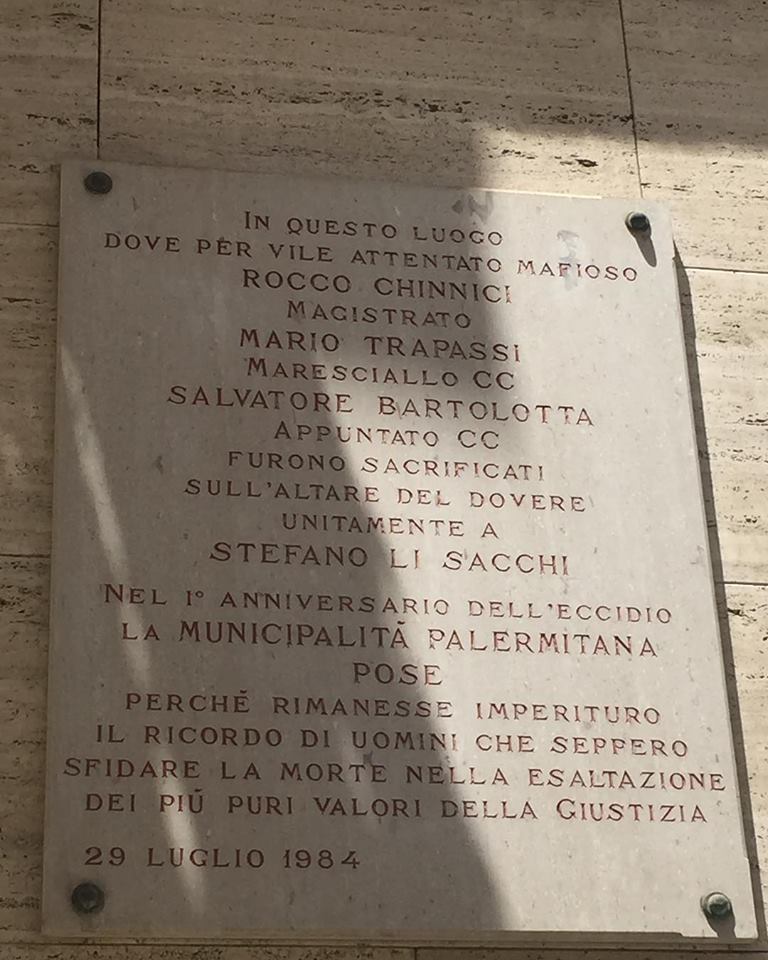 IN QUESTO LUOGO
DOVE PER VILE ATTENTATO MAFIOSO
ROCCO CHINNICI
MAGISTRATO
MARIO TRAPASSI
MARESCIALLO CC
SALVATORE BARTOLOTTA
APPUNTATO CC
FURONO SACRIFICATI
SULL'ALTARE DEL DOVERE
UNITAMENTE A
STEFANO LI SACCHI
NEL 1° ANNIVERSARIO DELL'ECCIDIO
LA MUNICIPALITÀ PALERMITANA
POSE
PERCHÉ RIMANESSE IMPERITURO
IL RICORDO DI UOMINI CHE SEPPERO
SFIDARE LA MORTE NELLA ESALTAZIONE
DEI PIÚ PURI VALORI DELLA GIUSTIZIA
29 LUGLIO 1984